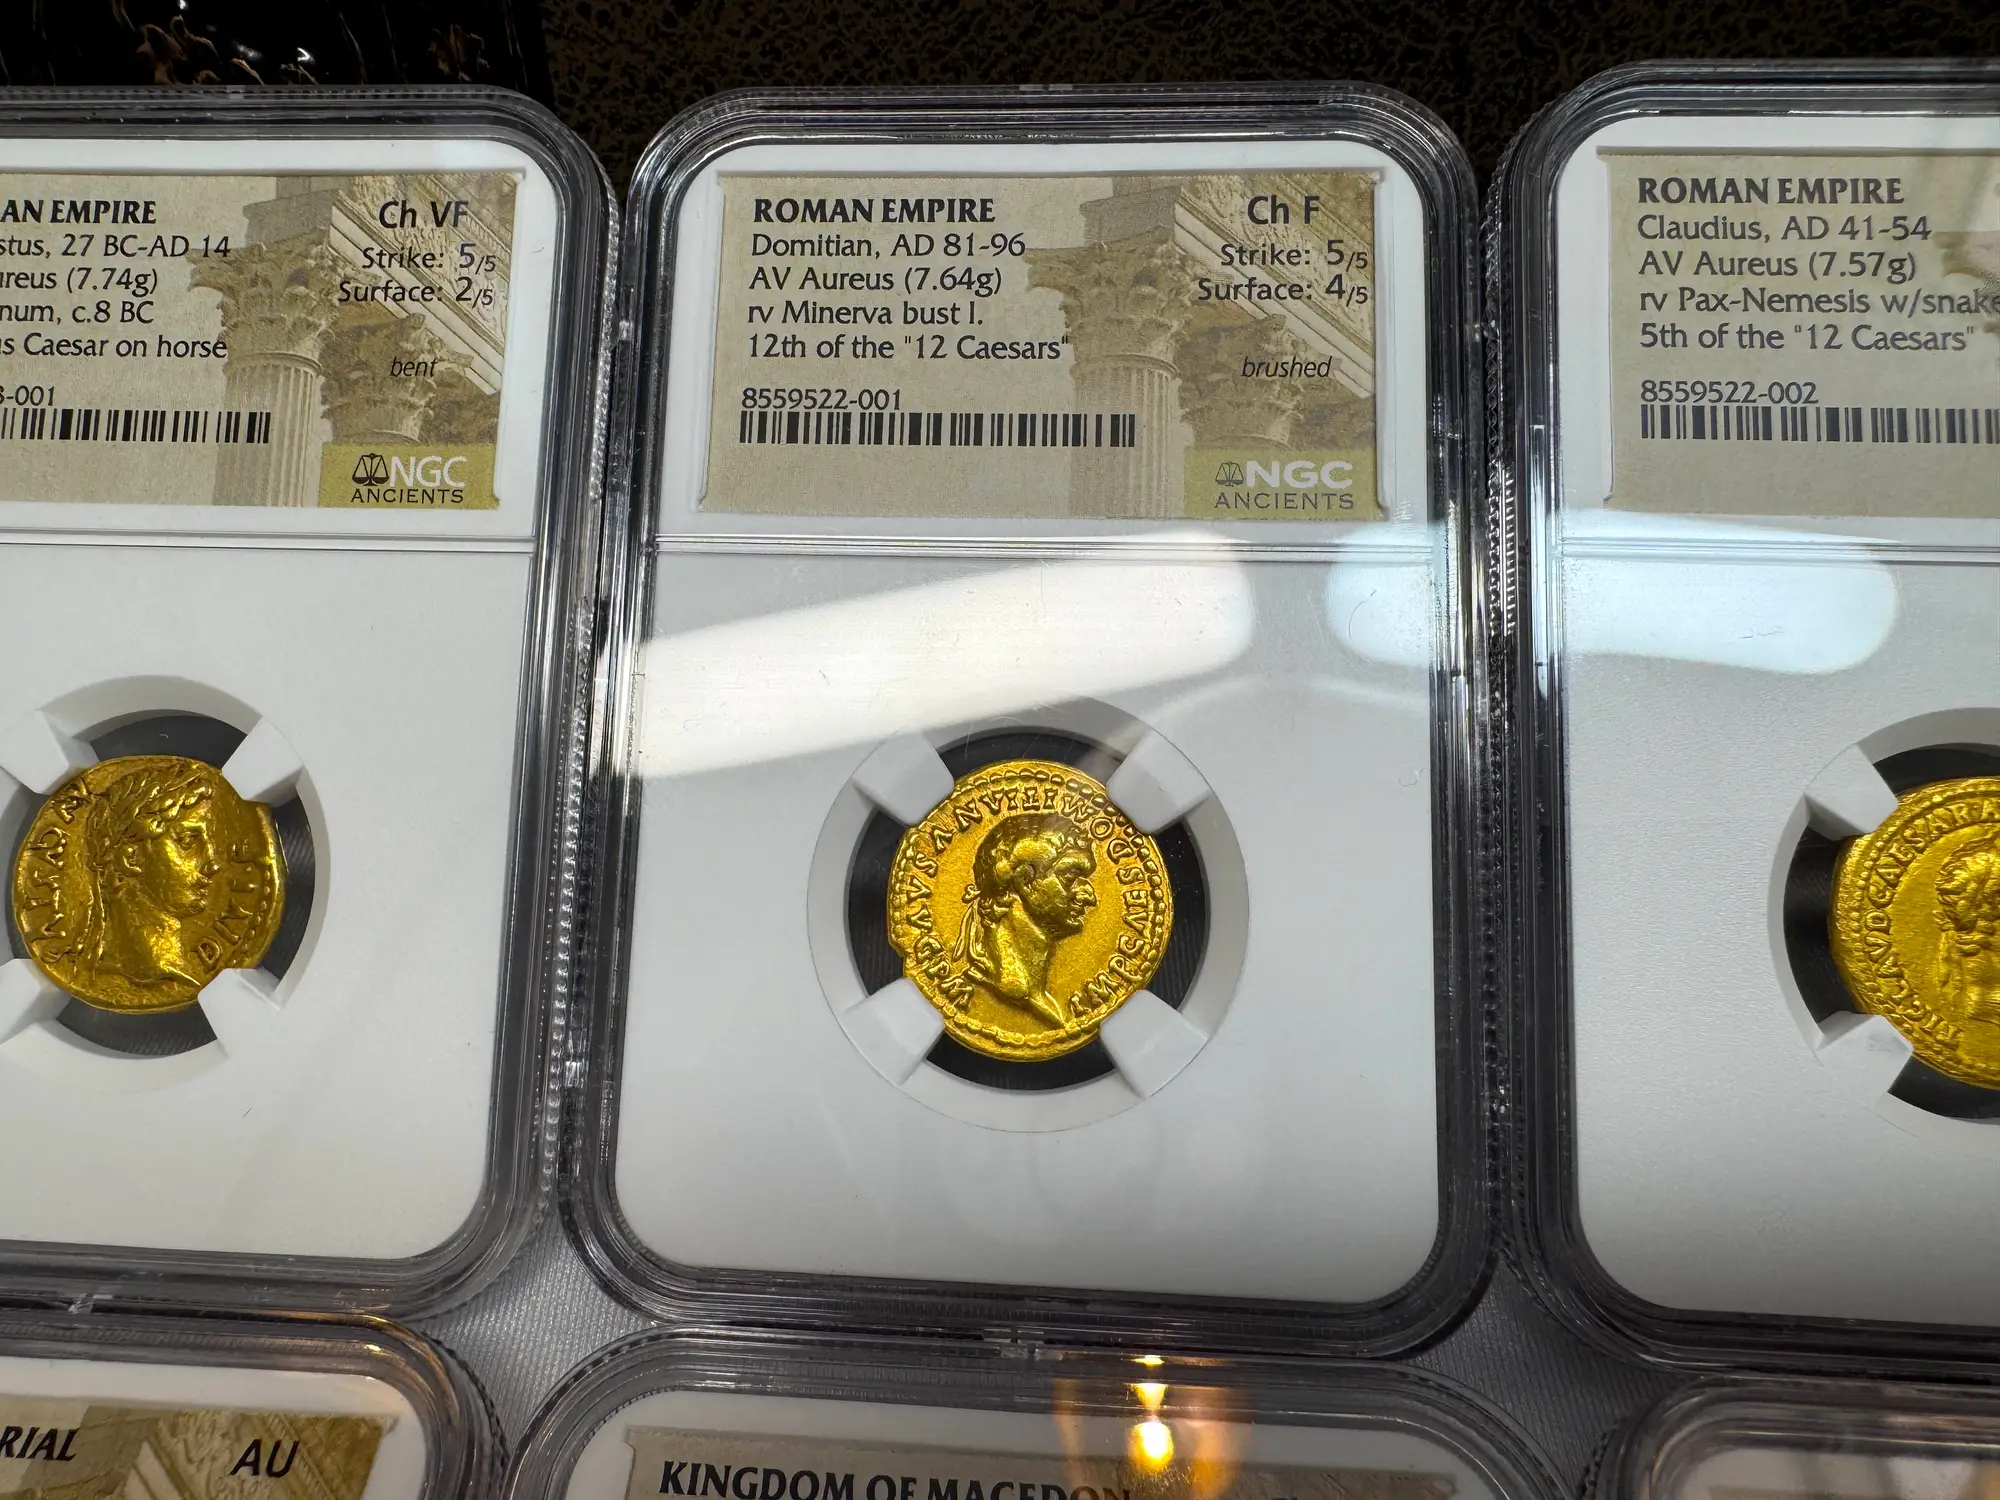 AN EMPIRE
stus, 27 BC-AD 14
ureus (7.74g)
num, c.8 BC
s Caesar on horse
3-001
Ch VF
Strike: 5/5
Surface: 2/5
bent
NGC
ANCIENTS
DIVI F
ROMAN EMPIRE
Domitian, AD 81-96
AV Aureus (7.64g)
rv Minerva bust l.
12th of the "12 Caesars"
8559522-001
Ch F
Strike: 5/5
Surface: 4/5
brushed
NGC
ANCIENTS
ROMAN EMPIRE
Claudius, AD 41-54
AV Aureus (7.57g)
rv Pax-Nemesis w/snake
5th of the "12 Caesars"
8559522-002
TICLAVDCAESARA
RIAL
AU
KINGDOM OF MACEDON